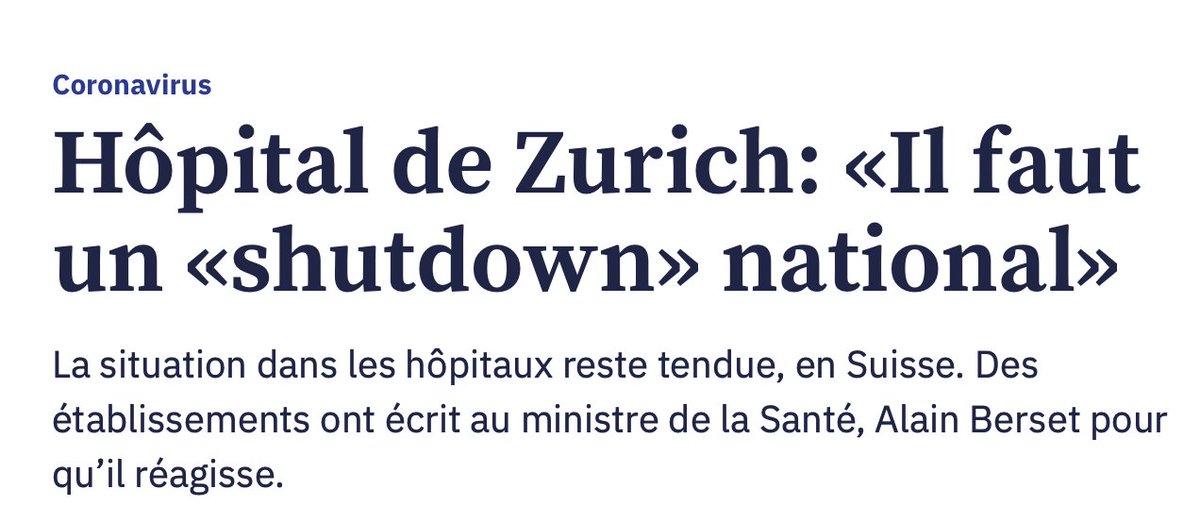 Coronavirus
Hôpital de Zurich: «Il faut
un «shutdown» national»
La situation dans les hôpitaux reste tendue, en Suisse. Des
établissements ont écrit au ministre de la Santé, Alain Berset pour
qu’il réagisse.